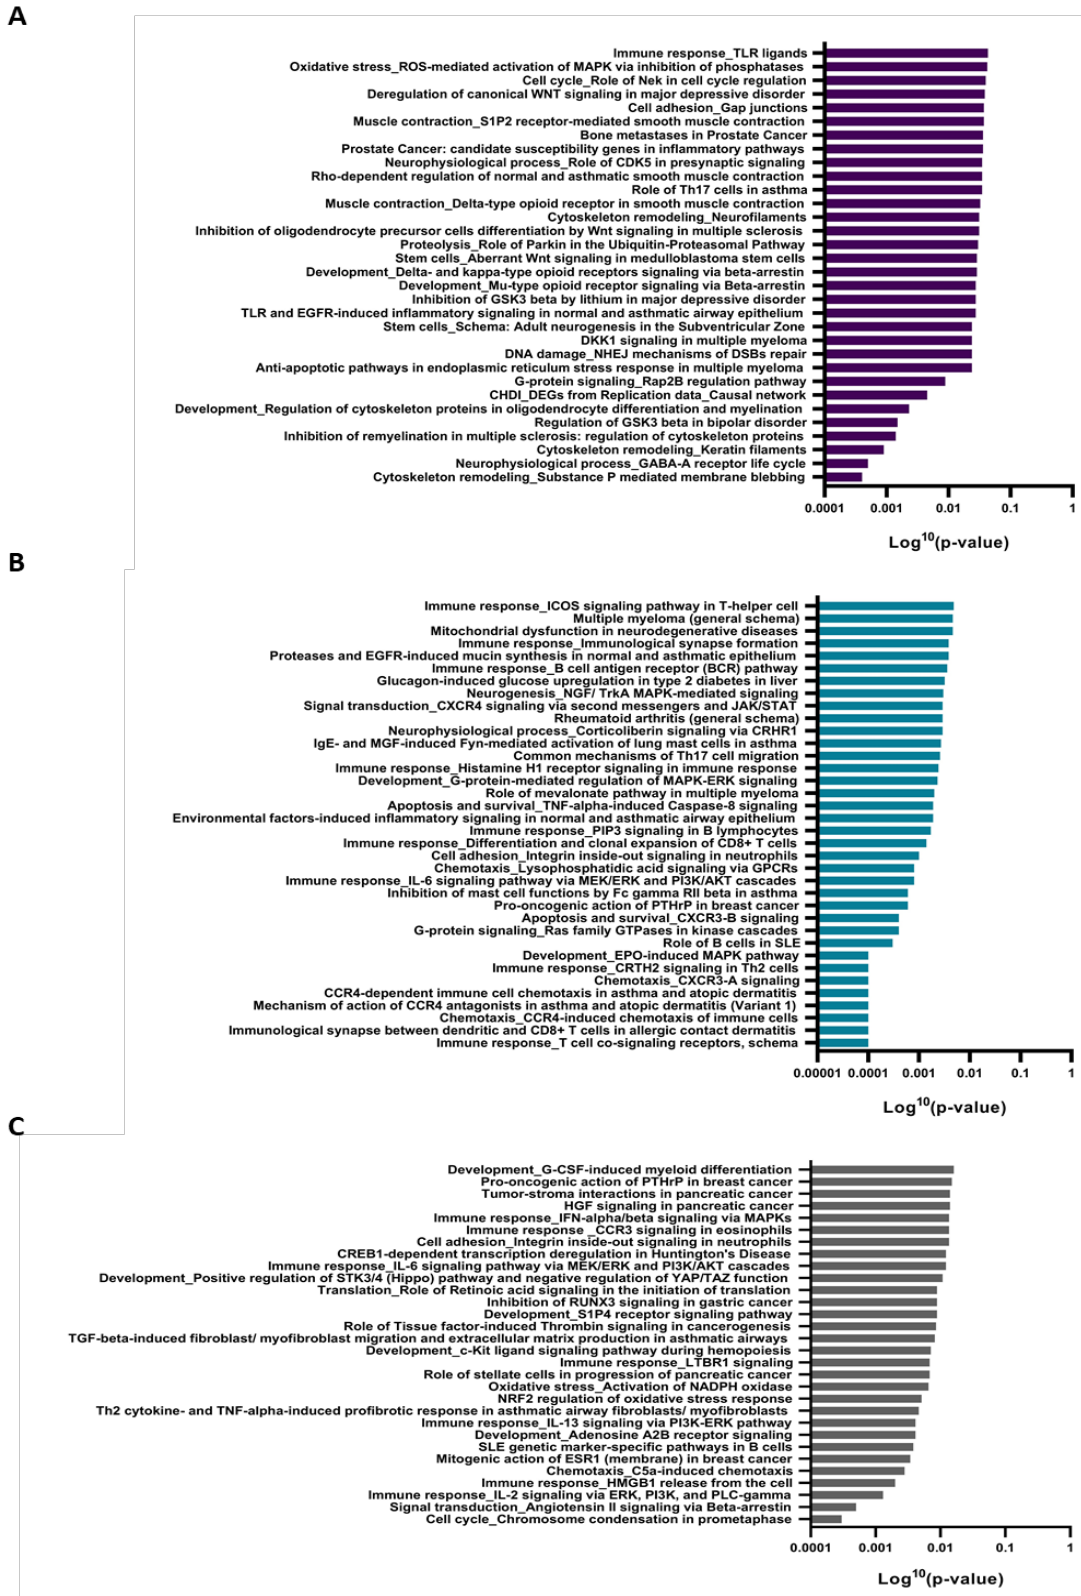 A
Immune response_TLR ligands
Oxidative stress_ROS-mediated activation of MAPK via inhibition of phosphatases
Cell cycle_Role of Nek in cell cycle regulation
Deregulation of canonical WNT signaling in major depressive disorder
Cell adhesion_Gap junctions
Muscle contraction_S1P2 receptor-mediated smooth muscle contraction
Bone metastases in Prostate Cancer
Prostate Cancer: candidate susceptibility genes in inflammatory pathways
Neurophysiological process_Role of CDK5 in presynaptic signaling
Rho-dependent regulation of normal and asthmatic smooth muscle contraction
Role of Th17 cells in asthma
Muscle contraction_Delta-type opioid receptor in smooth muscle contraction
Cytoskeleton remodeling_Neurofilaments
Inhibition of oligodendrocyte precursor cells differentiation by Wnt signaling in multiple sclerosis
Proteolysis_Role of Parkin in the Ubiquitin-Proteasomal Pathway
Stem cells_Aberrant Wnt signaling in medulloblastoma stem cells
Development_Delta- and kappa-type opioid receptors signaling via beta-arrestin
Development_Mu-type opioid receptor signaling via Beta-arrestin
Inhibition of GSK3 beta by lithium in major depressive disorder
TLR and EGFR-induced inflammatory signaling in normal and asthmatic airway epithelium
Stem cells_Schema: Adult neurogenesis in the Subventricular Zone
DKK1 signaling in multiple myeloma
DNA damage_NHEJ mechanisms of DSBs repair
Anti-apoptotic pathways in endoplasmic reticulum stress response in multiple myeloma
G-protein signaling_Rap2B regulation pathway
CHDI_DEGs from Replication data_Causal network
Development_Regulation of cytoskeleton proteins in oligodendrocyte differentiation and myelination
Regulation of GSK3 beta in bipolar disorder
Inhibition of remyelination in multiple sclerosis: regulation of cytoskeleton proteins
Cytoskeleton remodeling_Keratin filaments
Neurophysiological process_GABA-A receptor life cycle
Cytoskeleton remodeling_Substance P mediated membrane blebbing
0.0001 0.001 0.01 0.1 1
Log10(p-value)
B
Immune response_ICOS signaling pathway in T-helper cell
Multiple myeloma (general schema)
Mitochondrial dysfunction in neurodegenerative diseases
Immune response_Immunological synapse formation
Proteases and EGFR-induced mucin synthesis in normal and asthmatic epithelium
Immune response_B cell antigen receptor (BCR) pathway
Glucagon-induced glucose upregulation in type 2 diabetes in liver
Neurogenesis_NGF/ TrkA MAPK-mediated signaling
Signal transduction_CXCR4 signaling via second messengers and JAK/STAT
Rheumatoid arthritis (general schema)
Neurophysiological process_Corticoliberin signaling via CRHR1
IgE- and MGF-induced Fyn-mediated activation of lung mast cells in asthma
Common mechanisms of Th17 cell migration
Immune response_Histamine H1 receptor signaling in immune response
Development_G-protein-mediated regulation of MAPK-ERK signaling
Role of mevalonate pathway in multiple myeloma
Apoptosis and survival_TNF-alpha-induced Caspase-8 signaling
Environmental factors-induced inflammatory signaling in normal and asthmatic airway epithelium
Immune response_PIP3 signaling in B lymphocytes
Immune response_Differentiation and clonal expansion of CD8+ T cells
Cell adhesion_Integrin inside-out signaling in neutrophils
Chemotaxis_Lysophosphatidic acid signaling via GPCRs
Immune response_IL-6 signaling pathway via MEK/ERK and PI3K/AKT cascades
Inhibition of mast cell functions by Fc gamma RII beta in asthma
Pro-oncogenic action of PTHrP in breast cancer
Apoptosis and survival_CXCR3-B signaling
G-protein signaling_Ras family GTPases in kinase cascades
Role of B cells in SLE
Development_EPO-induced MAPK pathway
Immune response_CRTH2 signaling in Th2 cells
Chemotaxis_CXCR3-A signaling
CCR4-dependent immune cell chemotaxis in asthma and atopic dermatitis
Mechanism of action of CCR4 antagonists in asthma and atopic dermatitis (Variant 1)
Chemotaxis_CCR4-induced chemotaxis of immune cells
Immunological synapse between dendritic and CD8+ T cells in allergic contact dermatitis
Immune response_T cell co-signaling receptors, schema
0.00001 0.0001 0.001 0.01 0.1 1
Log10(p-value)
C
Development_G-CSF-induced myeloid differentiation
Pro-oncogenic action of PTHrP in breast cancer
Tumor-stroma interactions in pancreatic cancer
HGF signaling in pancreatic cancer
Immune response_IFN-alpha/beta signaling via MAPKs
Immune response _CCR3 signaling in eosinophils
Cell adhesion_Integrin inside-out signaling in neutrophils
CREB1-dependent transcription deregulation in Huntington's Disease
Immune response_IL-6 signaling pathway via MEK/ERK and PI3K/AKT cascades
Development_Positive regulation of STK3/4 (Hippo) pathway and negative regulation of YAP/TAZ function
Translation_Role of Retinoic acid signaling in the initiation of translation
Inhibition of RUNX3 signaling in gastric cancer
Development_S1P4 receptor signaling pathway
Role of Tissue factor-induced Thrombin signaling in cancerogenesis
TGF-beta-induced fibroblast/ myofibroblast migration and extracellular matrix production in asthmatic airways
Development_c-Kit ligand signaling pathway during hemopoiesis
Immune response_LTBR1 signaling
Role of stellate cells in progression of pancreatic cancer
Oxidative stress_Activation of NADPH oxidase
NRF2 regulation of oxidative stress response
Th2 cytokine- and TNF-alpha-induced profibrotic response in asthmatic airway fibroblasts/ myofibroblasts
Immune response_IL-13 signaling via PI3K-ERK pathway
Development_Adenosine A2B receptor signaling
SLE genetic marker-specific pathways in B cells
Mitogenic action of ESR1 (membrane) in breast cancer
Chemotaxis_C5a-induced chemotaxis
Immune response_HMGB1 release from the cell
Immune response_IL-2 signaling via ERK, PI3K, and PLC-gamma
Signal transduction_Angiotensin II signaling via Beta-arrestin
Cell cycle_Chromosome condensation in prometaphase
0.0001 0.001 0.01 0.1 1
Log10(p-value)